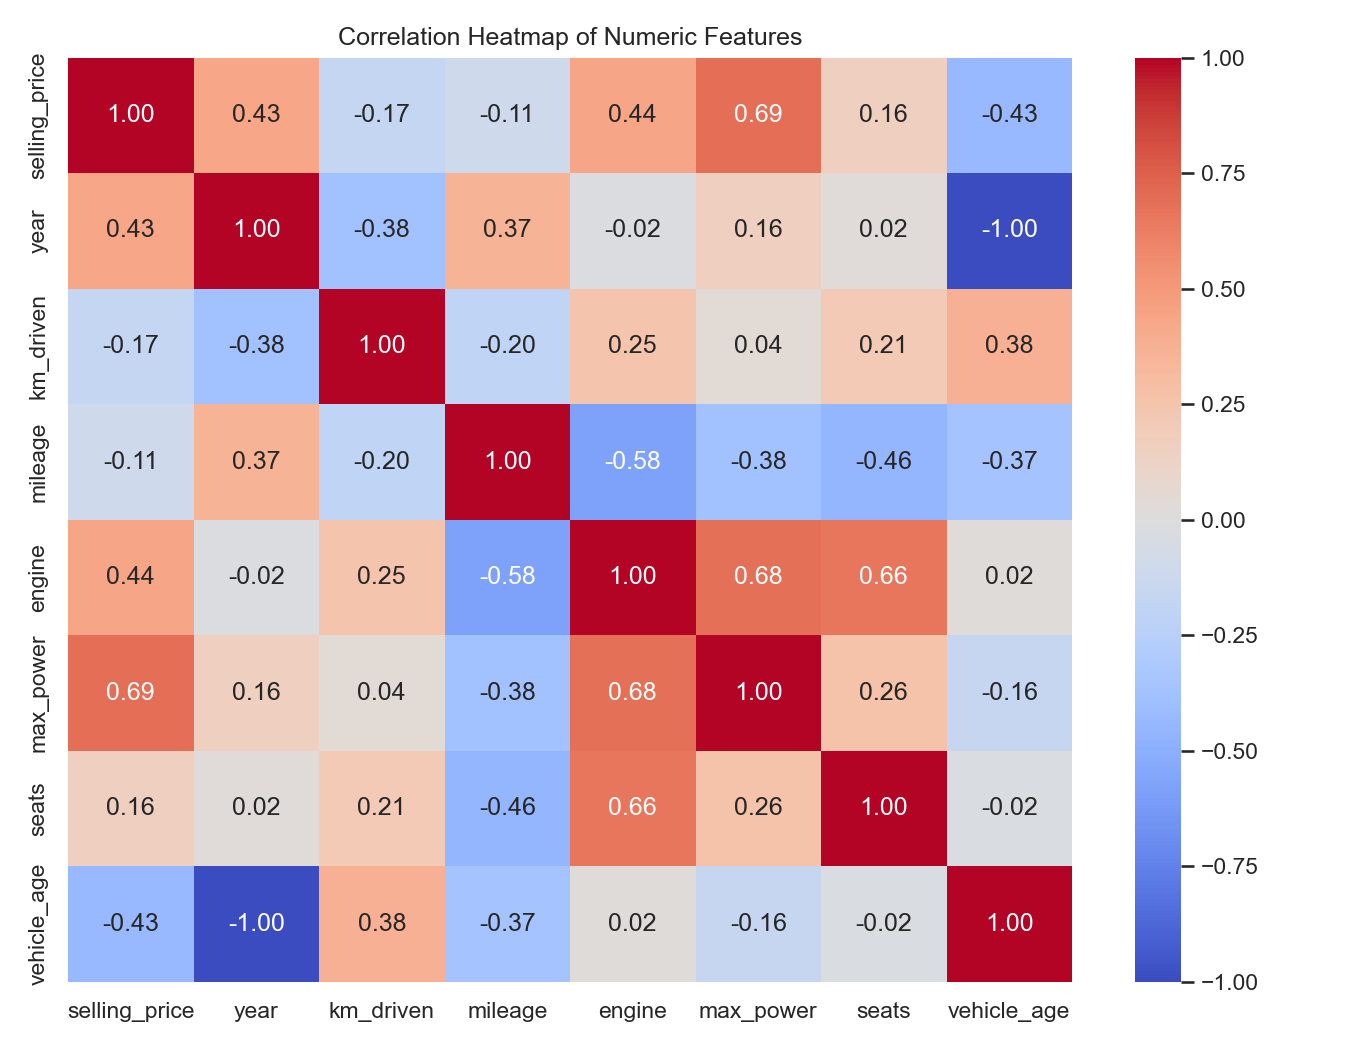 Correlation Heatmap of Numeric Features
selling_price 1.00 0.43 -0.17 -0.11 0.44 0.69 0.16 -0.43
year 0.43 1.00 -0.38 0.37 -0.02 0.16 0.02 -1.00
km_driven -0.17 -0.38 1.00 -0.20 0.25 0.04 0.21 0.38
mileage -0.11 0.37 -0.20 1.00 -0.58 -0.38 -0.46 -0.37
engine 0.44 -0.02 0.25 -0.58 1.00 0.68 0.66 0.02
max_power 0.69 0.16 0.04 -0.38 0.68 1.00 0.26 -0.16
seats 0.16 0.02 0.21 -0.46 0.66 0.26 1.00 -0.02
vehicle_age -0.43 -1.00 0.38 -0.37 0.02 -0.16 -0.02 1.00
selling_price year km_driven mileage engine max_power seats vehicle_age
1.00
0.75
0.50
0.25
0.00
−0.25
−0.50
−0.75
−1.00